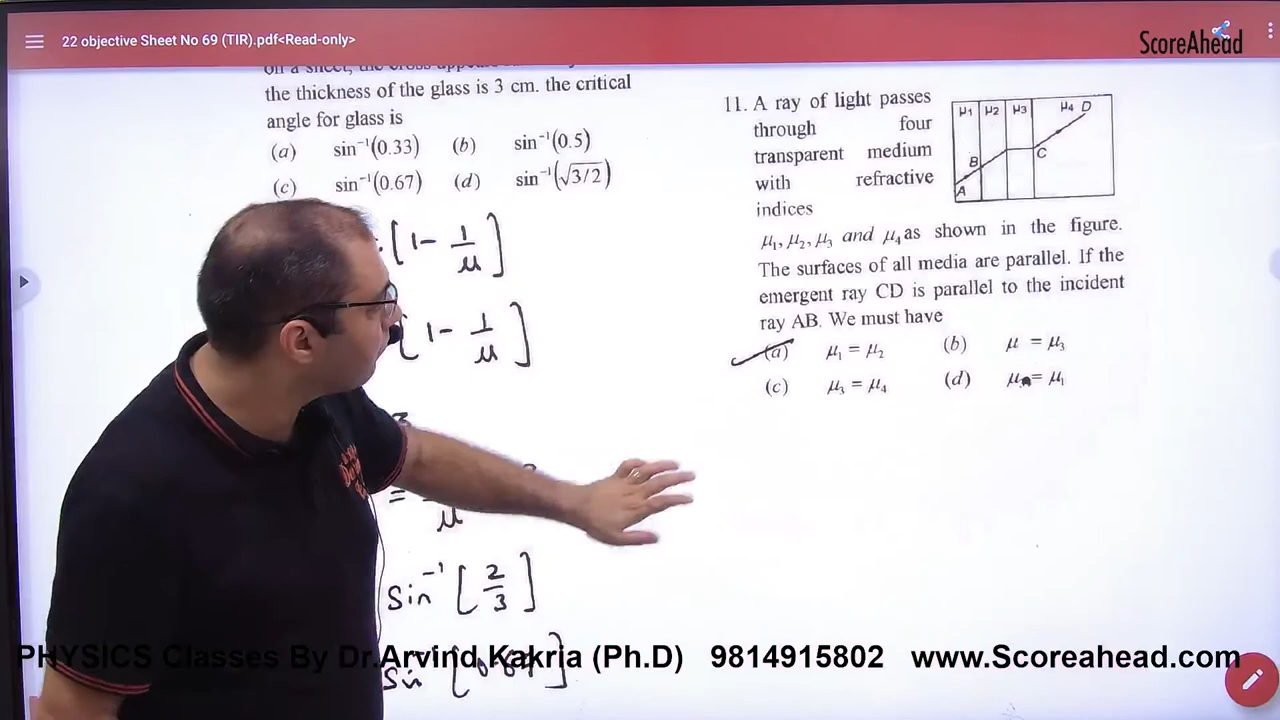 22 objective Sheet No 69 (TIR).pdf<Read-only>
ScoreAhead
the thickness of the glass is 3 cm. the critical
angle for glass is
(a) sin⁻¹(0.33) (b) sin⁻¹(0.5)
(c) sin⁻¹(0.67) (d) sin⁻¹(√3/2)
[1 - 1/μ]
[1 - 1/μ]
=
μ
Sin⁻¹ [2/3]
11. A ray of light passes
through four
transparent medium
with refractive
indices
μ₁, μ₂, μ₃ and μ₄ as shown in the figure.
The surfaces of all media are parallel. If the
emergent ray CD is parallel to the incident
ray AB. We must have
(a) μ₁ = μ₂ (b) μ = μ₃
(c) μ₃ = μ₄ (d) μ = μ₁
μ1 μ2 μ3 μ4 D
B C
A
PHYSICS Classes By Dr.Arvind Kakria (Ph.D) 9814915802 www.Scoreahead.com